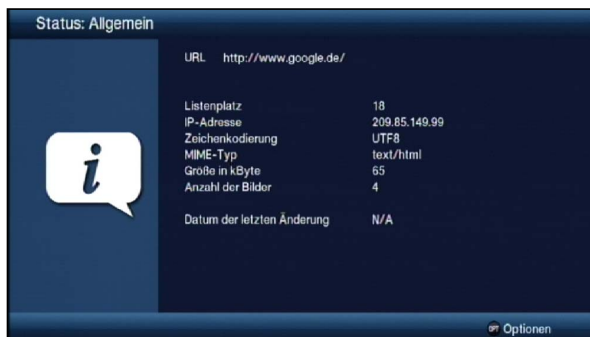 Status: Allgemein
URL http://www.google.de/
Listenplatz 18
IP-Adresse 209.85.149.99
Zeichenkodierung UTF8
MIME-Typ text/html
Größe in kByte 65
Anzahl der Bilder 4
Datum der letzten Änderung N/A
OPT Optionen